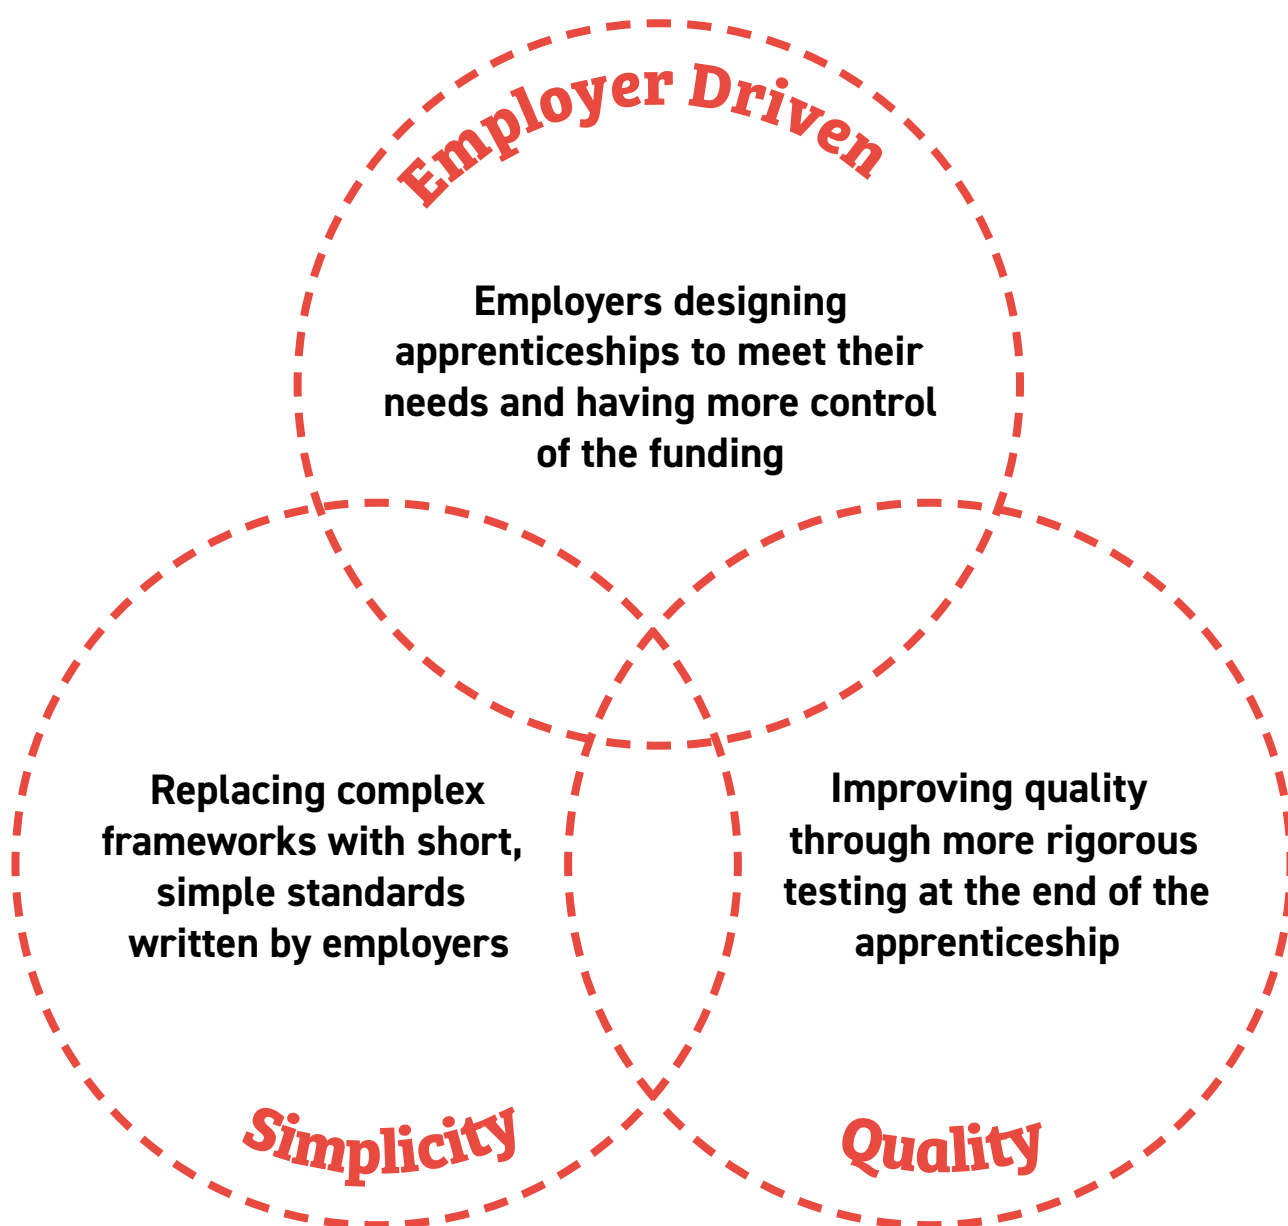 Employer Driven
Employers designing
apprenticeships to meet their
needs and having more control
of the funding
Replacing complex
frameworks with short,
simple standards
written by employers
Simplicity
Improving quality
through more rigorous
testing at the end of the
apprenticeship
Quality